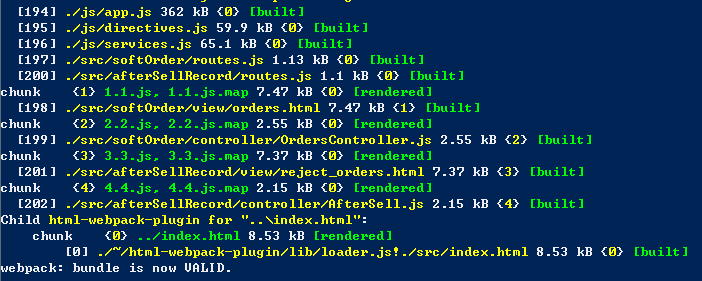 [194] ./js/app.js 362 kB {0} [built]
[195] ./js/directives.js 59.9 kB {0} [built]
[196] ./js/services.js 65.1 kB {0} [built]
[197] ./src/softOrder/routes.js 1.13 kB {0} [built]
[200] ./src/afterSellRecord/routes.js 1.1 kB {0} [built]
chunk    {1} 1.1.js, 1.1.js.map 7.47 kB {0} [rendered]
[198] ./src/softOrder/view/orders.html 7.47 kB {1} [built]
chunk    {2} 2.2.js, 2.2.js.map 2.55 kB {0} [rendered]
[199] ./src/softOrder/controller/OrdersController.js 2.55 kB {2} [built]
chunk    {3} 3.3.js, 3.3.js.map 7.37 kB {0} [rendered]
[201] ./src/afterSellRecord/view/reject_orders.html 7.37 kB {3} [built]
chunk    {4} 4.4.js, 4.4.js.map 2.15 kB {0} [rendered]
[202] ./src/afterSellRecord/controller/AfterSell.js 2.15 kB {4} [built]
Child html-webpack-plugin for "..\index.html":
chunk    {0} ../index.html 8.53 kB [rendered]
[0] ./~/html-webpack-plugin/lib/loader.js!./src/index.html 8.53 kB {0} [built]
webpack: bundle is now VALID.